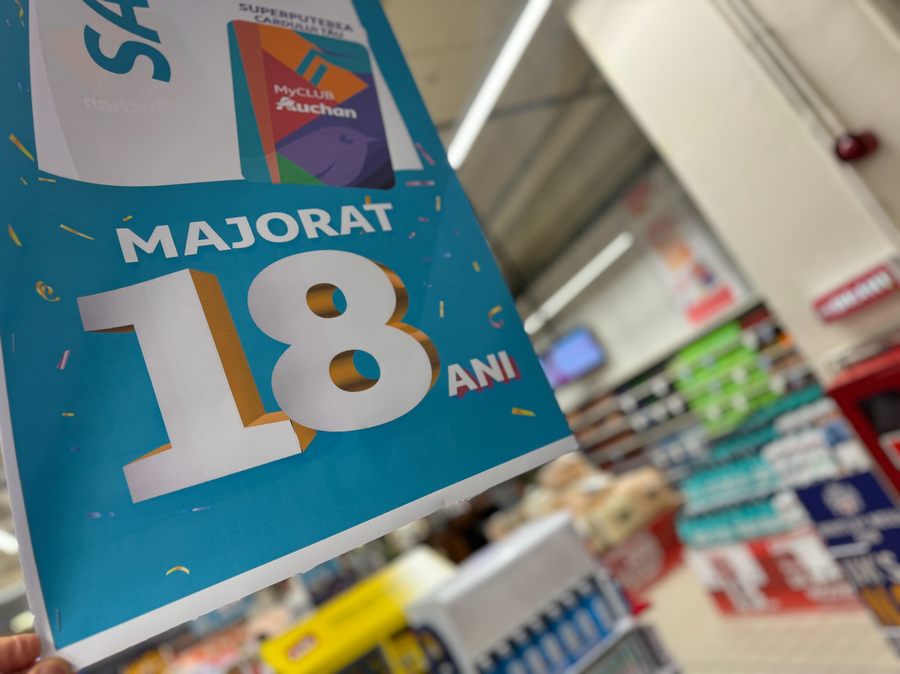 SA
SUPERPUTEREA
CARDULUI TĂU
MyCLUB
Auchan
MAJORAT
18 ANI